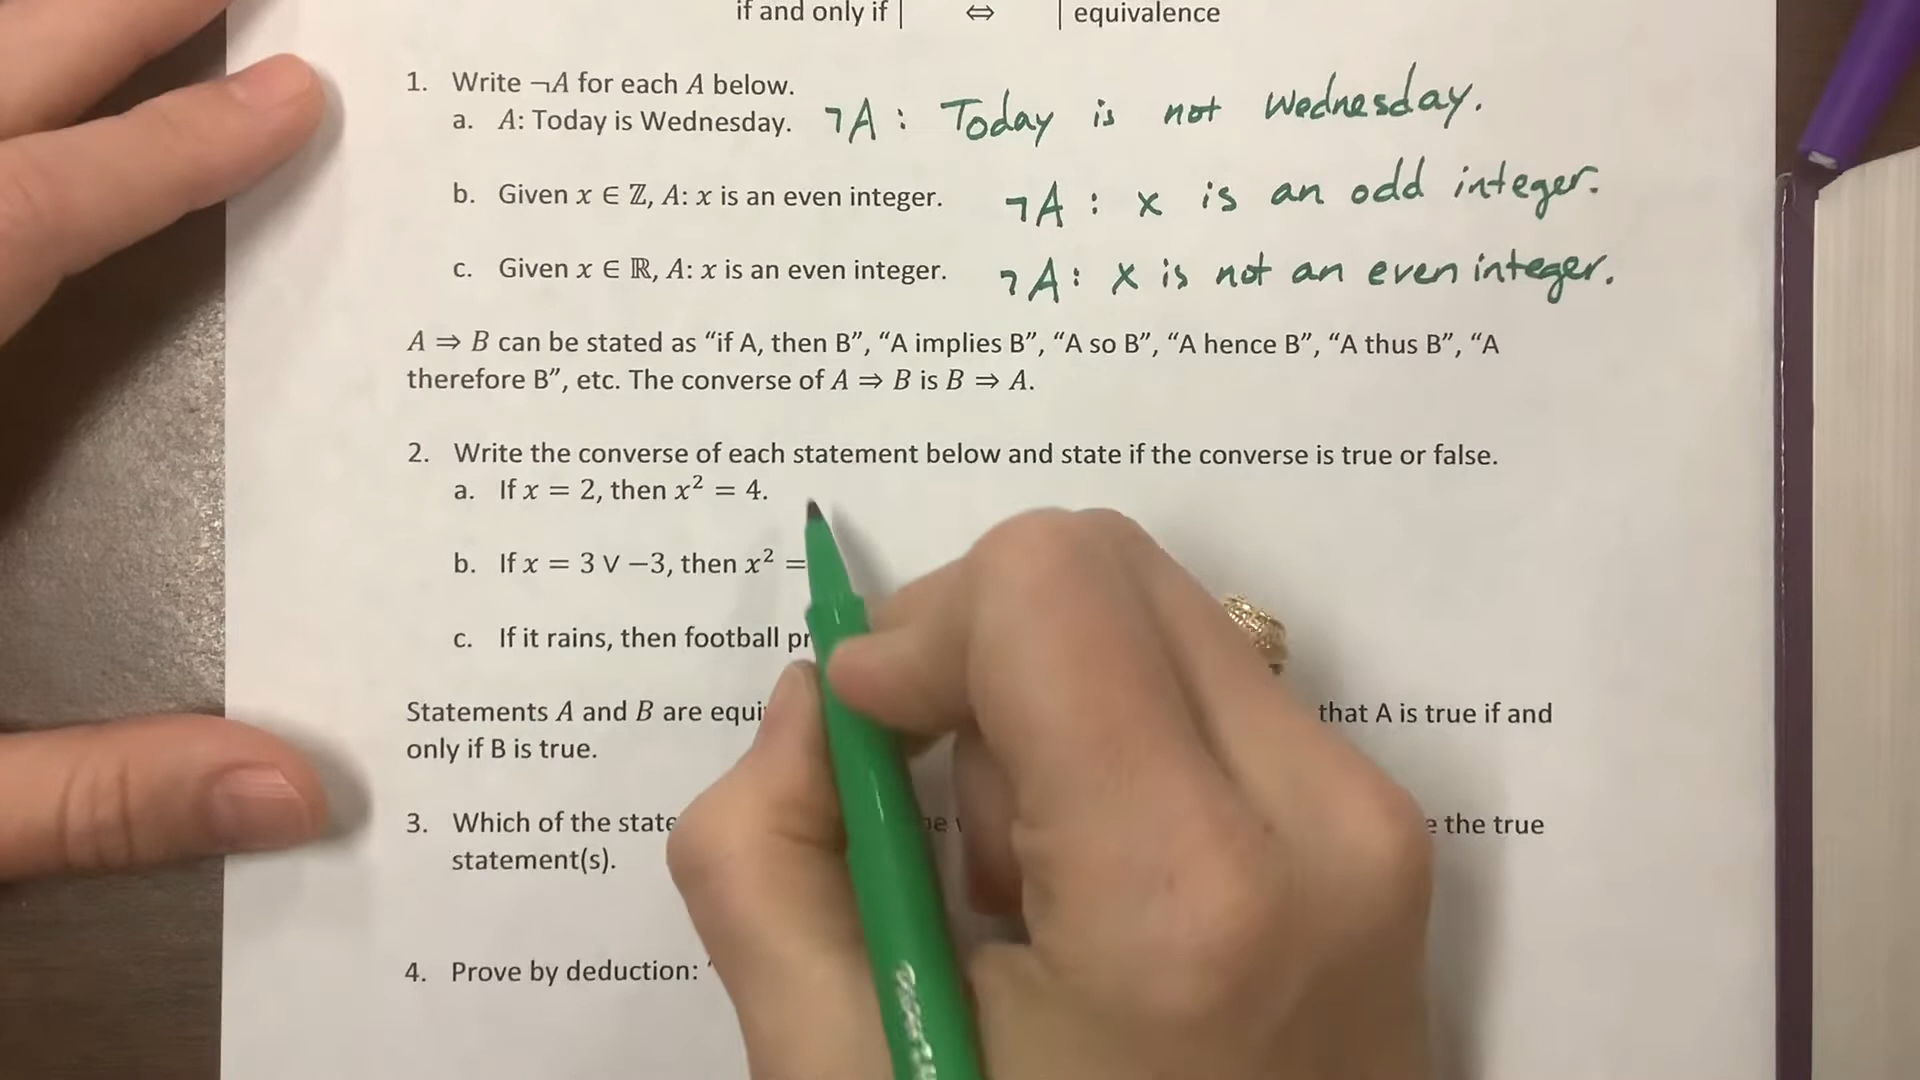 if and only if | ⇔ | equivalence
1. Write ¬A for each A below.
a. A: Today is Wednesday. ¬A : Today is not Wednesday.
b. Given x ∈ ℤ, A: x is an even integer. ¬A : x is an odd integer.
c. Given x ∈ ℝ, A: x is an even integer. ¬A : x is not an even integer.
A ⇒ B can be stated as “if A, then B”, “A implies B”, “A so B”, “A hence B”, “A thus B”, “A
therefore B”, etc. The converse of A ⇒ B is B ⇒ A.
2. Write the converse of each statement below and state if the converse is true or false.
a. If x = 2, then x² = 4.
b. If x = 3 ∨ −3, then x² =
c. If it rains, then football
Statements A and B are that A is true if and
only if B is true.
3. Which of the the true
statement(s).
4. Prove by deduction: